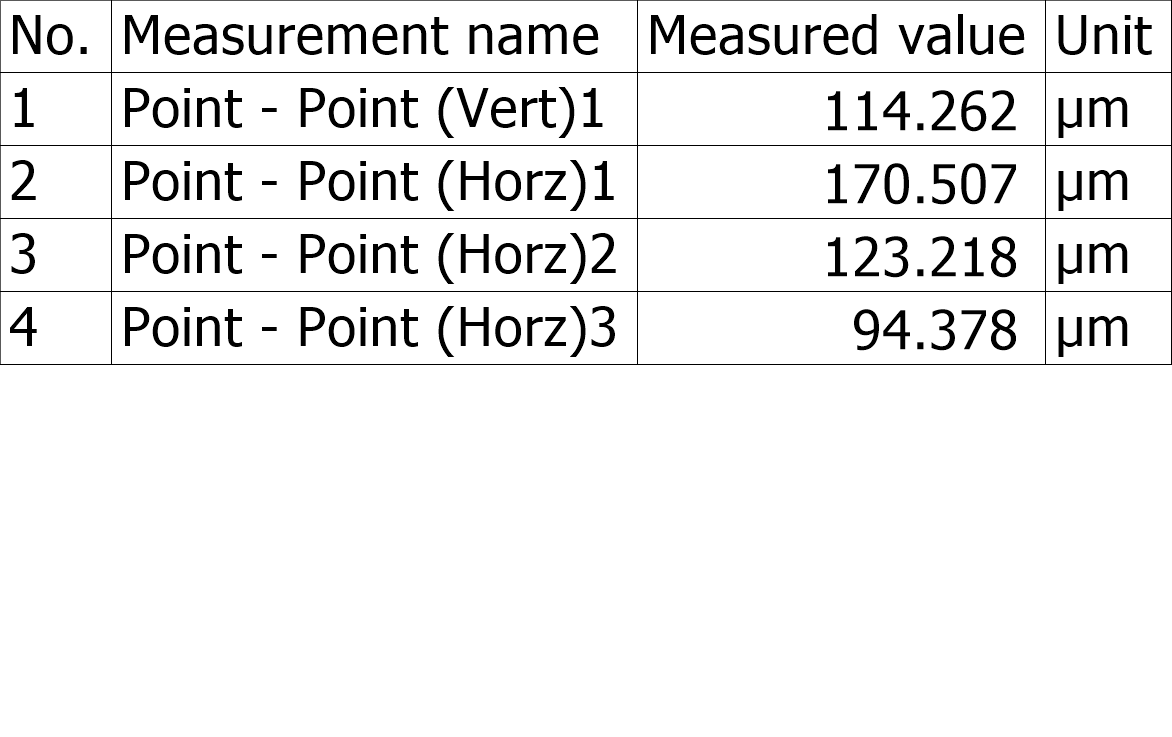 No. Measurement name Measured value Unit
1 Point - Point (Vert)1 114.262 µm
2 Point - Point (Horz)1 170.507 µm
3 Point - Point (Horz)2 123.218 µm
4 Point - Point (Horz)3 94.378 µm